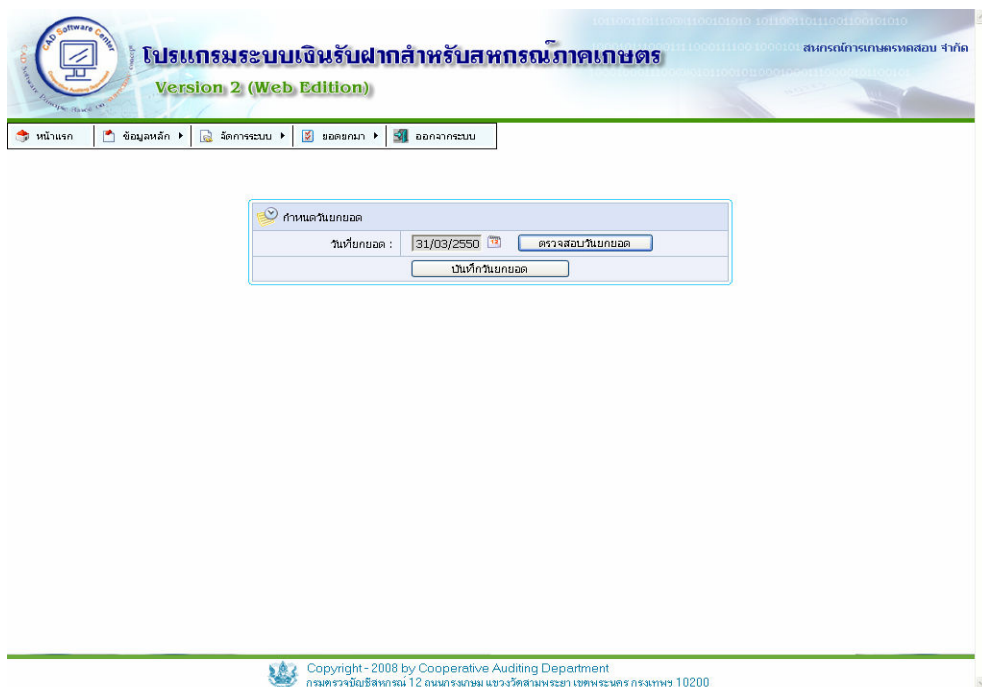 CAD Software Center
สหกรณ์การเกษตรทดสอบ จำกัด
โปรแกรมระบบเงินรับฝากสำหรับสหกรณ์ภาคเกษตร
Version 2 (Web Edition)
หน้าแรก ข้อมูลหลัก จัดการระบบ ยอดยกมา ออกจากระบบ
กำหนดวันยกยอด
วันที่ยกยอด : 31/03/2550 ตรวจสอบวันยกยอด
บันทึกวันยกยอด
Copyright - 2008 by Cooperative Auditing Department
กรมตรวจบัญชีสหกรณ์ 12 ถนนกรุงเกษม แขวงวัดสามพระยา เขตพระนคร กรุงเทพฯ 10200